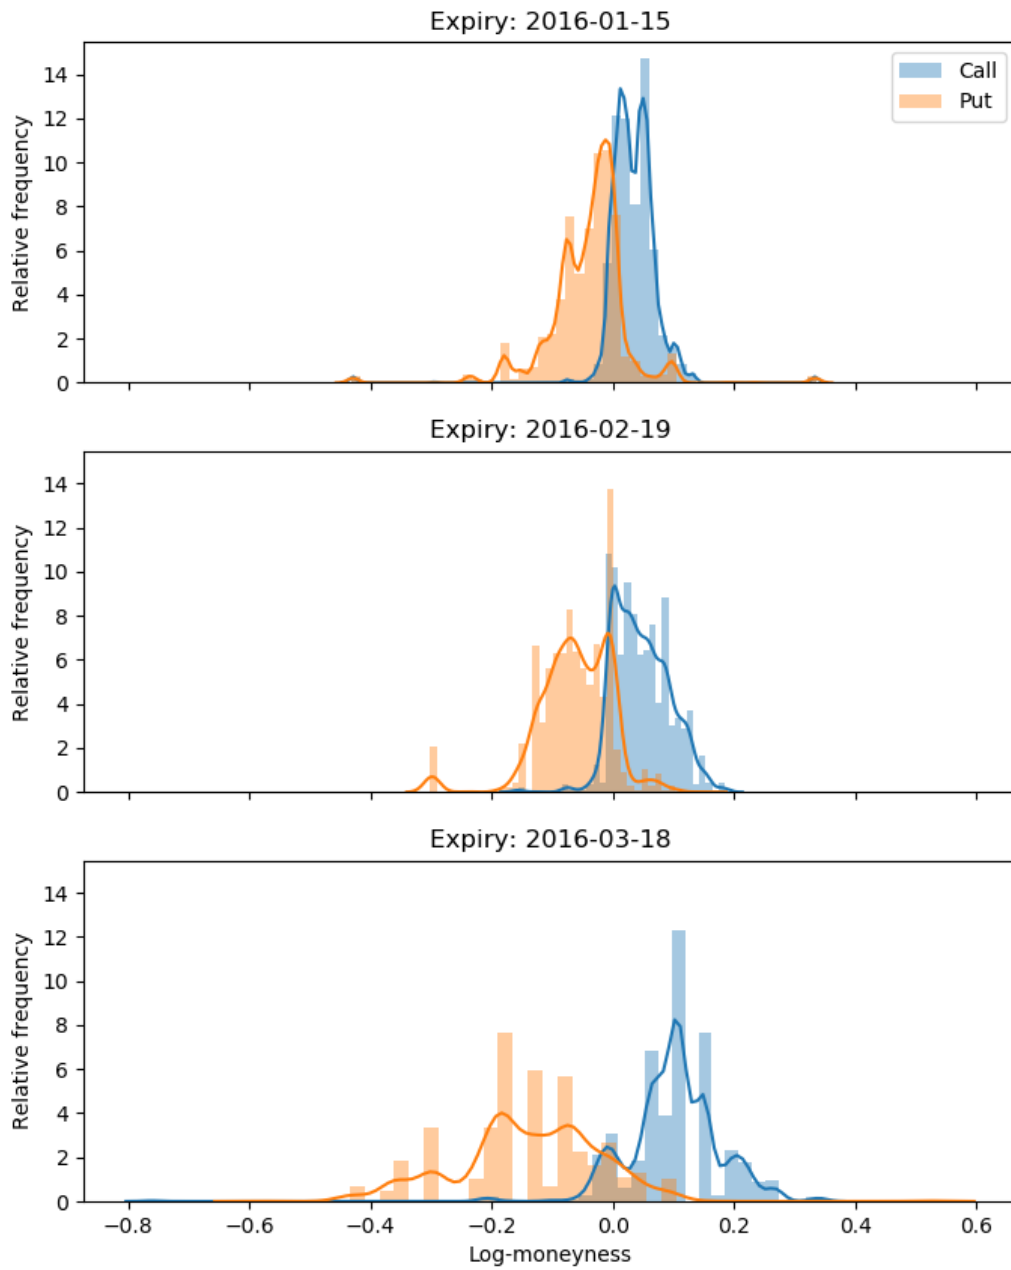 Expiry: 2016-01-15
Call
Put
Relative frequency
14
12
10
8
6
4
2
0
Expiry: 2016-02-19
Relative frequency
14
12
10
8
6
4
2
0
Expiry: 2016-03-18
Relative frequency
14
12
10
8
6
4
2
0
−0.8 −0.6 −0.4 −0.2 0.0 0.2 0.4 0.6
Log-moneyness